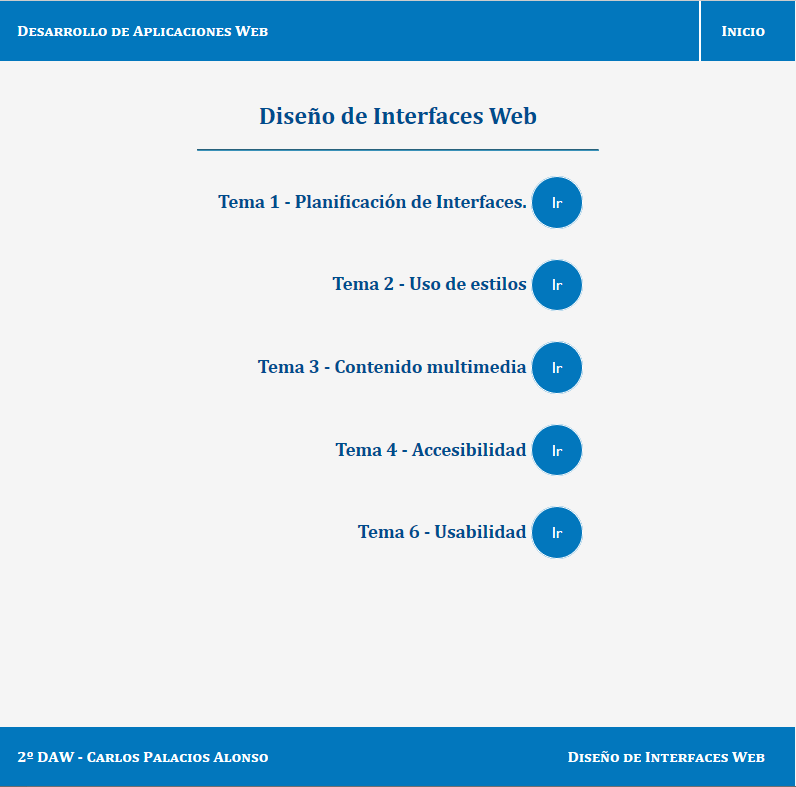 Desarrollo de Aplicaciones Web
Inicio
Diseño de Interfaces Web
Tema 1 - Planificación de Interfaces. Ir
Tema 2 - Uso de estilos Ir
Tema 3 - Contenido multimedia Ir
Tema 4 - Accesibilidad Ir
Tema 6 - Usabilidad Ir
2º DAW - Carlos Palacios Alonso
Diseño de Interfaces Web